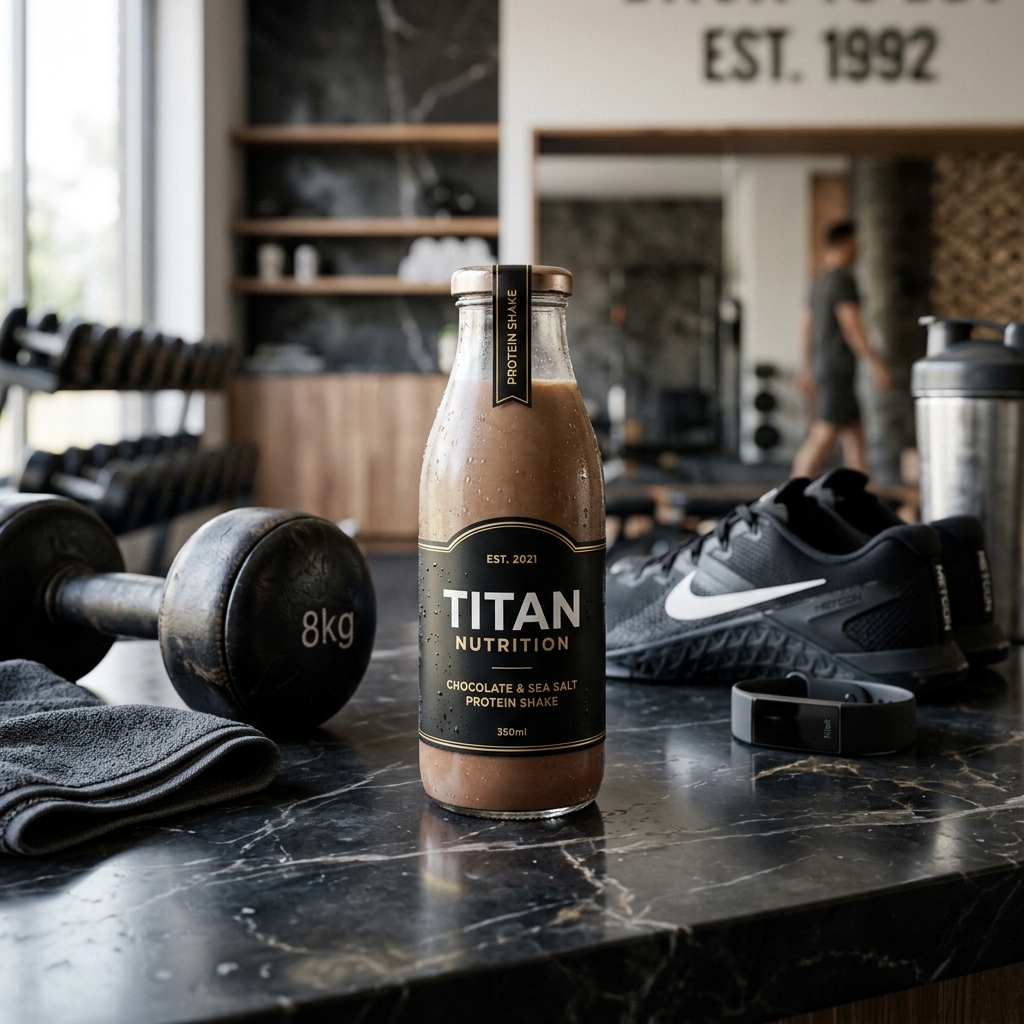 EST. 1992
PROTEIN SHAKE
EST. 2021
TITAN
NUTRITION
CHOCOLATE & SEA SALT
PROTEIN SHAKE
350ml
8kg
METCON